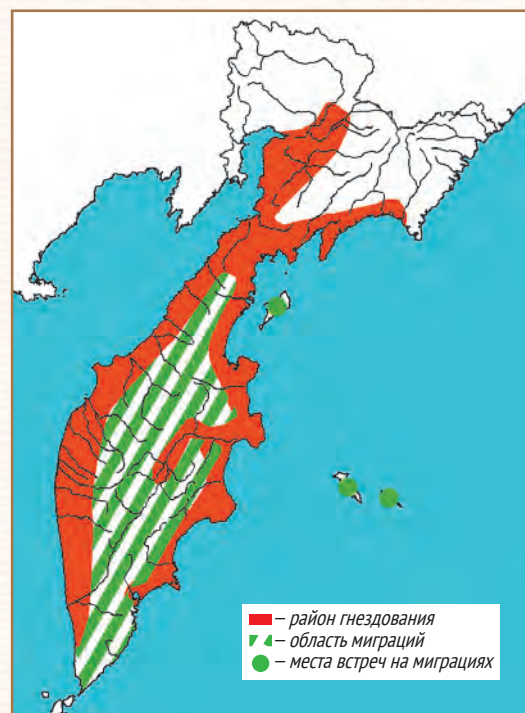 – район гнездования
– область миграций
– места встреч на миграциях